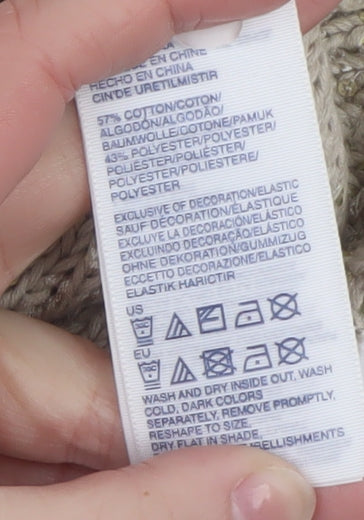 EN CHINE
HECHO EN CHINA
CIN'DE URETILMISTIR
57% COTTON/COTON/
ALGODÓN/ALGODÃO/
BAUMWOLLE/COTONE/PAMUK
43% POLYESTER/POLYESTER/
POLIÉSTER/POLIÉSTER/
POLYESTER/POLIESTERE/
POLYESTER
EXCLUSIVE OF DECORATION/ELASTIC
SAUF DÉCORATION/ÉLASTIQUE
EXCLUYE LA DECORACIÓN/ELÁSTICO
EXCLUINDO DECORAÇÃO/ELÁSTICO
OHNE DEKORATION/GUMMIZUG
ECCETTO DECORAZIONE/ELASTICO
ELASTIK HARICTIR
US
EU
WASH AND DRY INSIDE OUT, WASH
COLD, DARK COLORS
SEPARATELY. REMOVE PROMPTLY,
RESHAPE TO SIZE,
DRY FLAT IN SHADE,